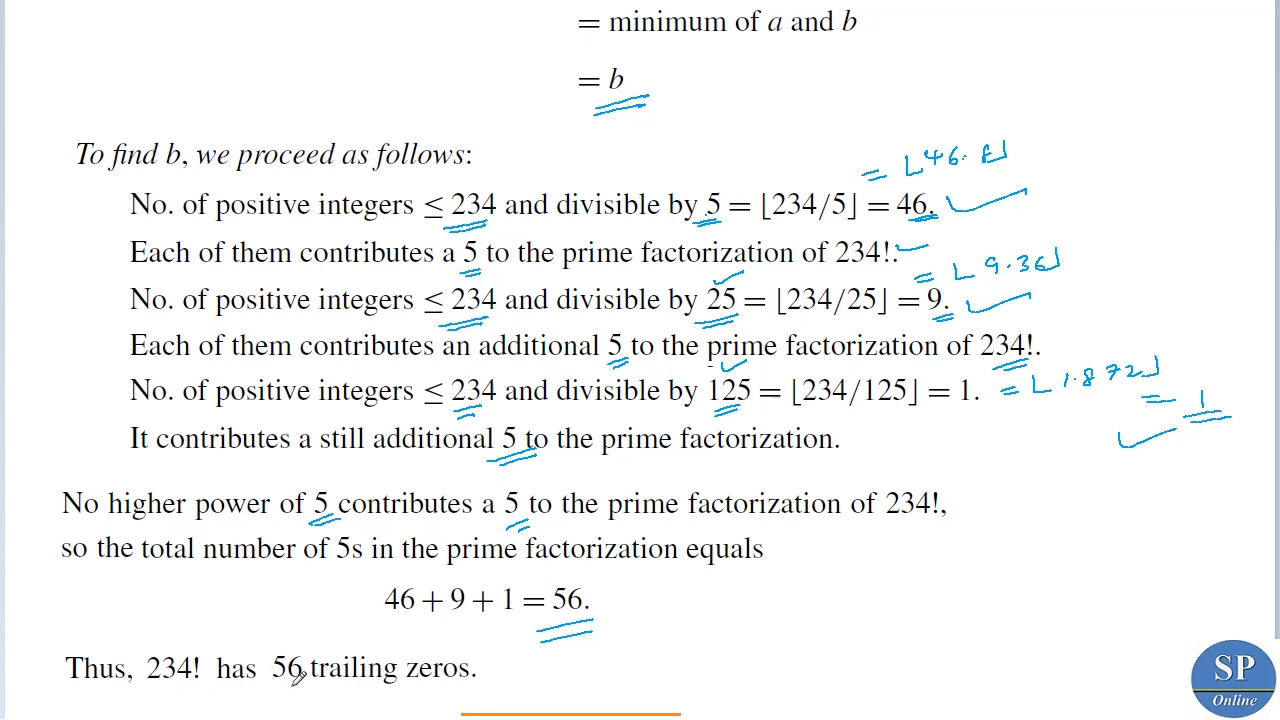 = minimum of a and b
= b
To find b, we proceed as follows:
= ⌊46.8⌋
No. of positive integers ≤ 234 and divisible by 5 = ⌊234/5⌋ = 46.
Each of them contributes a 5 to the prime factorization of 234!.
= ⌊9.36⌋
No. of positive integers ≤ 234 and divisible by 25 = ⌊234/25⌋ = 9.
Each of them contributes an additional 5 to the prime factorization of 234!.
No. of positive integers ≤ 234 and divisible by 125 = ⌊234/125⌋ = 1. = ⌊1.872⌋
= 1
It contributes a still additional 5 to the prime factorization.
No higher power of 5 contributes a 5 to the prime factorization of 234!,
so the total number of 5s in the prime factorization equals
46 + 9 + 1 = 56.
Thus, 234! has 56 trailing zeros.
SP
Online